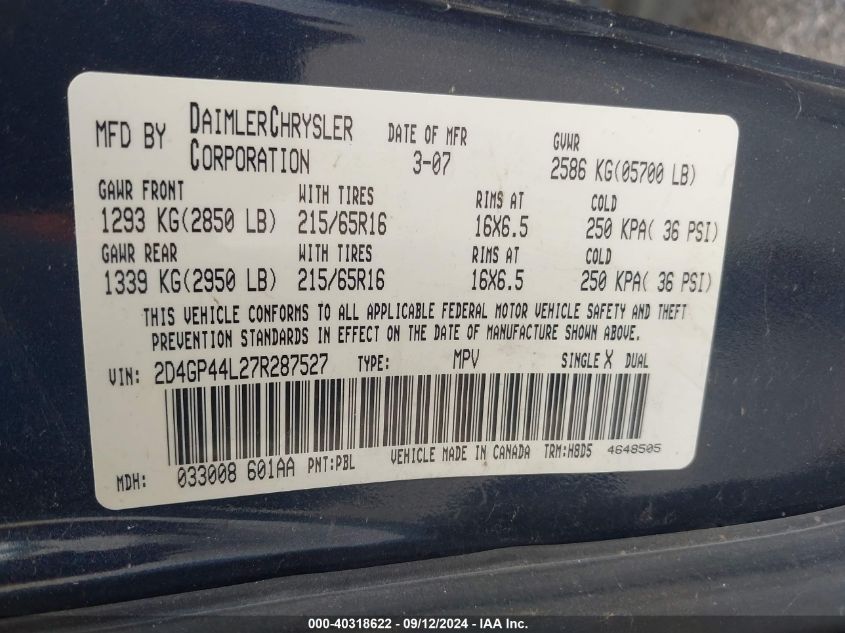 MFD BY DAIMLERCHRYSLER CORPORATION DATE OF MFR 3-07 GVWR 2586 KG(05700 LB)
GAWR FRONT WITH TIRES RIMS AT COLD
1293 KG(2850 LB) 215/65R16 16X6.5 250 KPA( 36 PSI)
GAWR REAR WITH TIRES RIMS AT COLD
1339 KG(2950 LB) 215/65R16 16X6.5 250 KPA( 36 PSI)
THIS VEHICLE CONFORMS TO ALL APPLICABLE FEDERAL MOTOR VEHICLE SAFETY AND THEFT
PREVENTION STANDARDS IN EFFECT ON THE DATE OF MANUFACTURE SHOWN ABOVE.
VIN: 2D4GP44L27R287527 TYPE: MPV SINGLE X DUAL
MDH: 033008 601AA PNT:PBL VEHICLE MADE IN CANADA TRM:H8D5 4648505
000-40318622 - 09/12/2024 - IAA Inc.